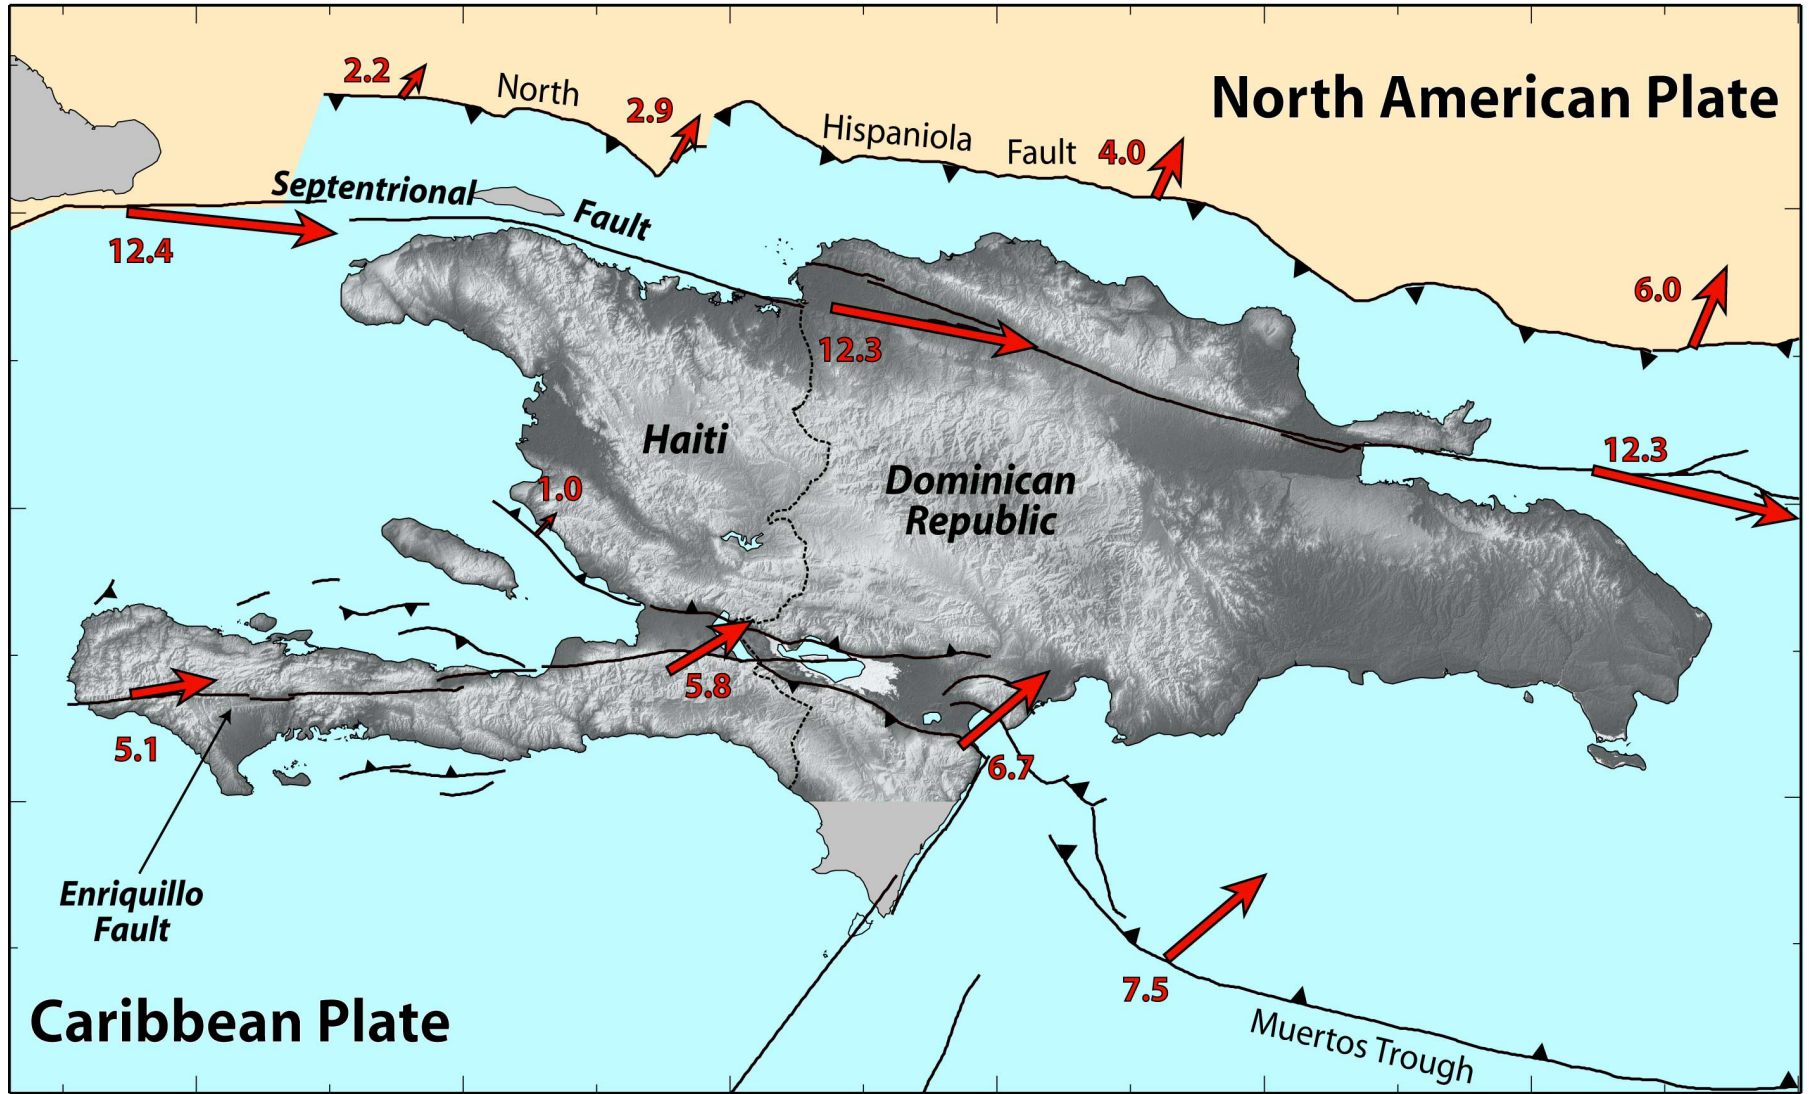 2.2
North
2.9
Hispaniola
Fault
4.0
North American Plate
Septentrional
Fault
12.4
6.0
12.3
Haiti
Dominican
Republic
12.3
1.0
5.8
5.1
6.7
Enriquillo
Fault
7.5
Caribbean Plate
Muertos Trough